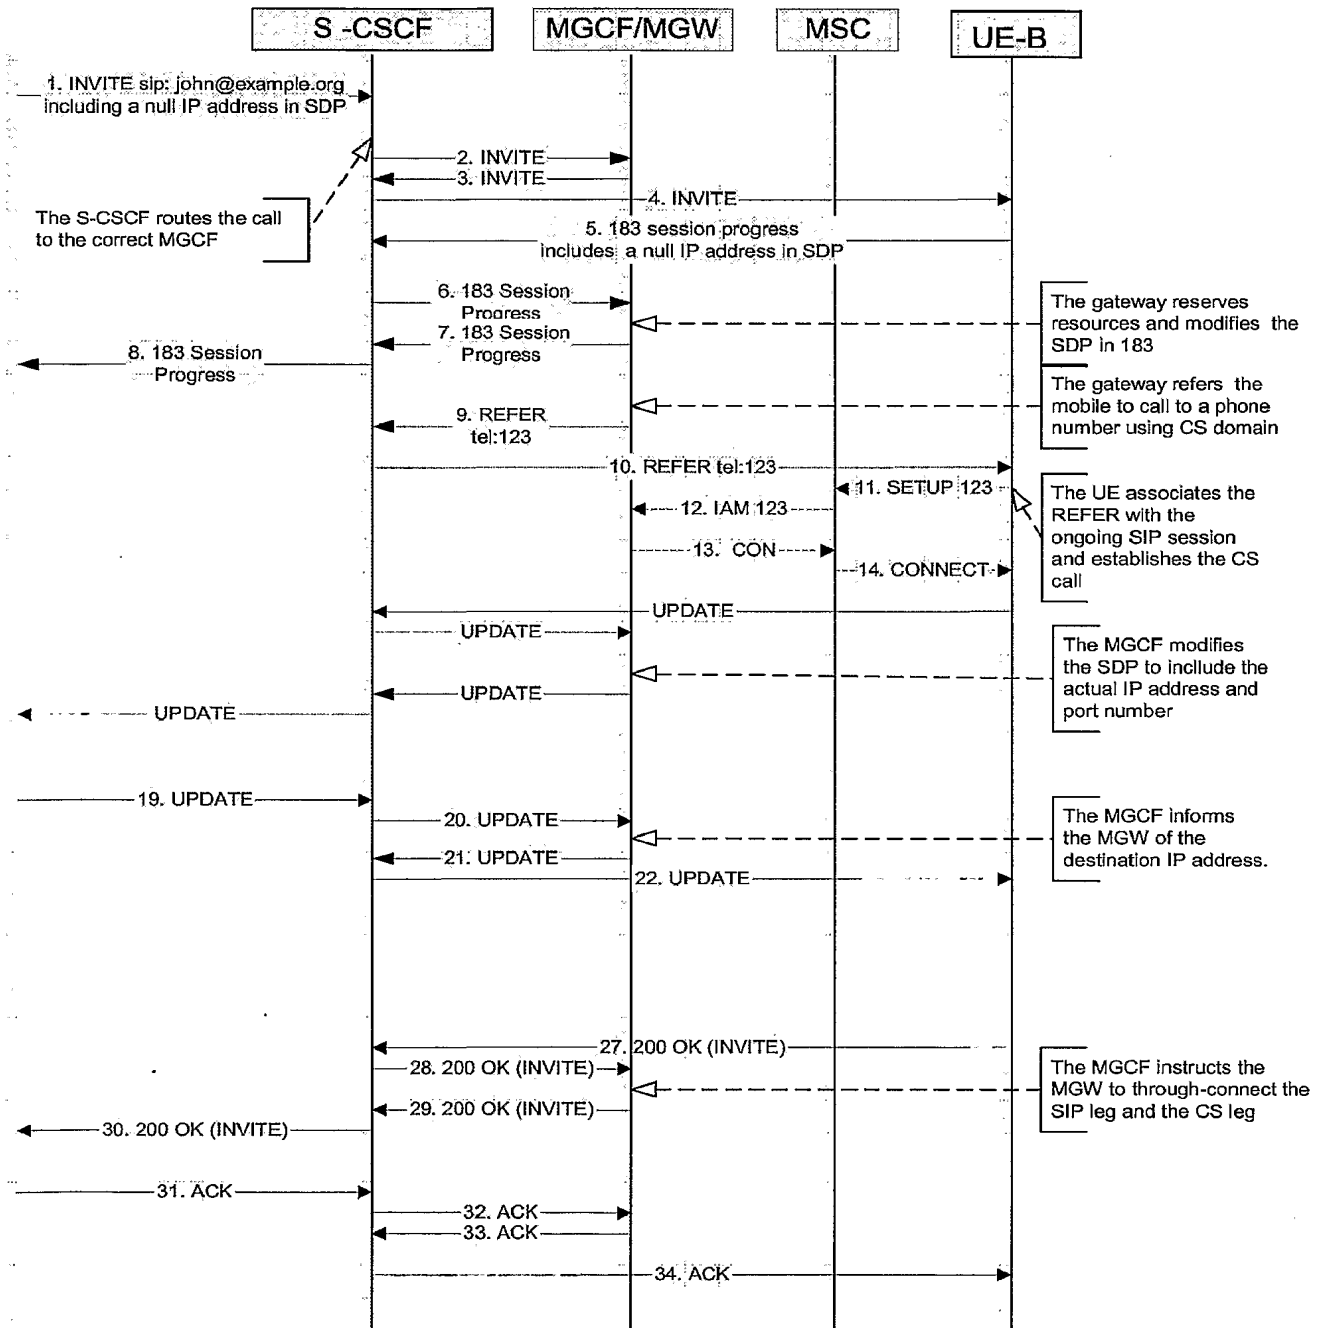 S -CSCF
MGCF/MGW
MSC
UE-B
1. INVITE sip: john@example.org
including a null IP address in SDP
2. INVITE
3. INVITE
4. INVITE
The S-CSCF routes the call
to the correct MGCF
5. 183 session progress
includes a null IP address in SDP
6. 183 Session
Progress
The gateway reserves
resources and modifies the
SDP in 183
7. 183 Session
Progress
8. 183 Session
Progress
The gateway refers the
mobile to call to a phone
number using CS domain
9. REFER
tel:123
10. REFER tel:123
11. SETUP 123
The UE associates the
REFER with the
ongoing SIP session
and establishes the CS
call
12. IAM 123
13. CON
14. CONNECT
UPDATE
UPDATE
The MGCF modifies
the SDP to incllude the
actual IP address and
port number
UPDATE
UPDATE
19. UPDATE
20. UPDATE
The MGCF informs
the MGW of the
destination IP address.
21. UPDATE
22. UPDATE
27. 200 OK (INVITE)
28. 200 OK (INVITE)
The MGCF instructs the
MGW to through-connect the
SIP leg and the CS leg
29. 200 OK (INVITE)
30. 200 OK (INVITE)
31. ACK
32. ACK
33. ACK
34. ACK